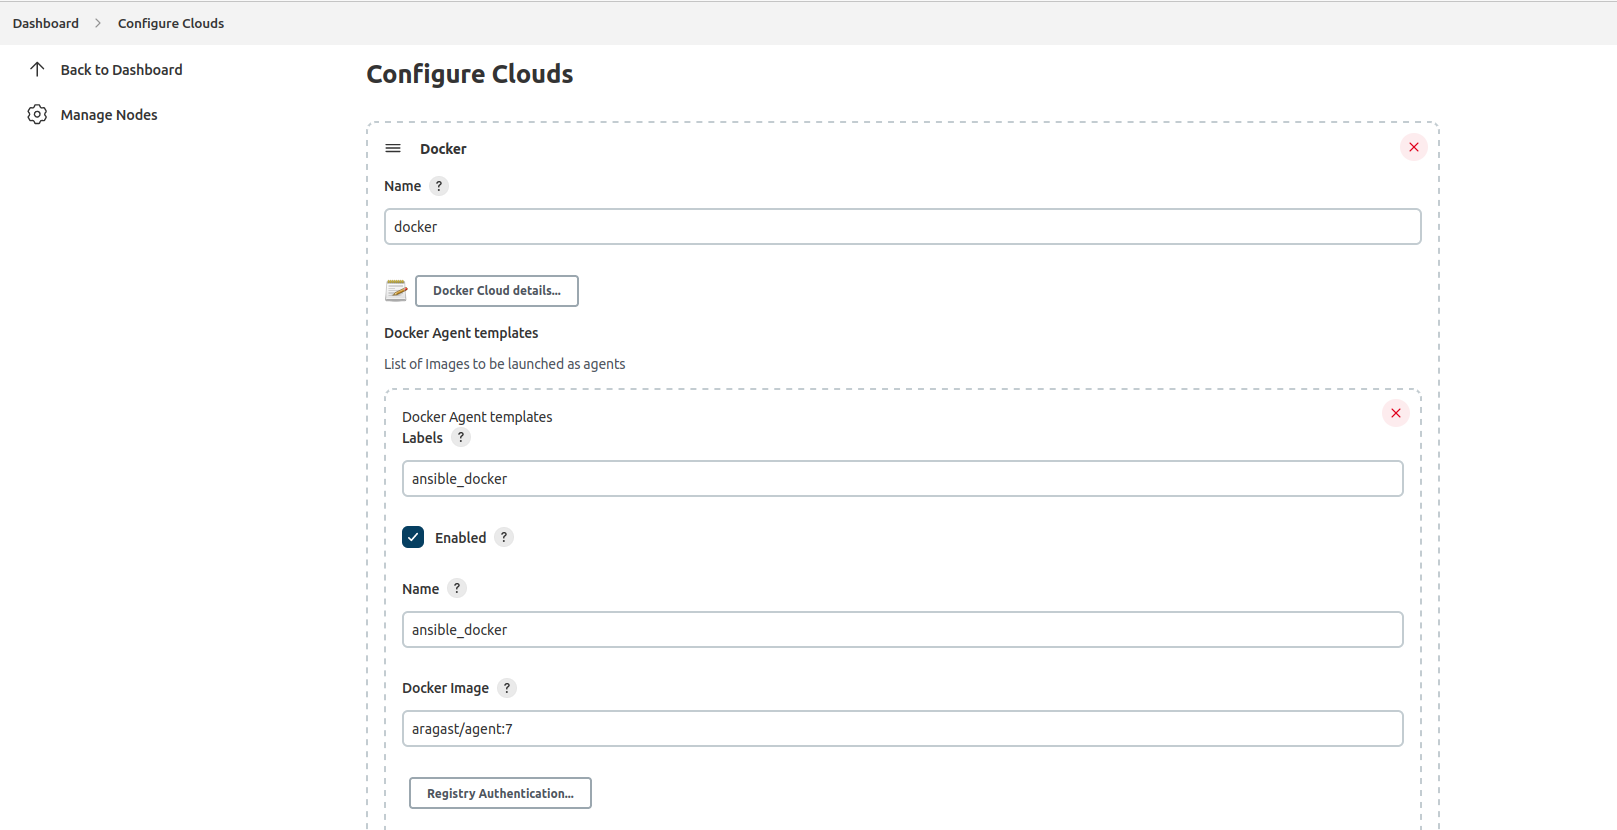 Dashboard > Configure Clouds
Back to Dashboard
Manage Nodes
Configure Clouds
Docker
Name ?
docker
Docker Cloud details...
Docker Agent templates
List of Images to be launched as agents
Docker Agent templates
Labels ?
ansible_docker
Enabled ?
Name ?
ansible_docker
Docker Image ?
aragast/agent:7
Registry Authentication...